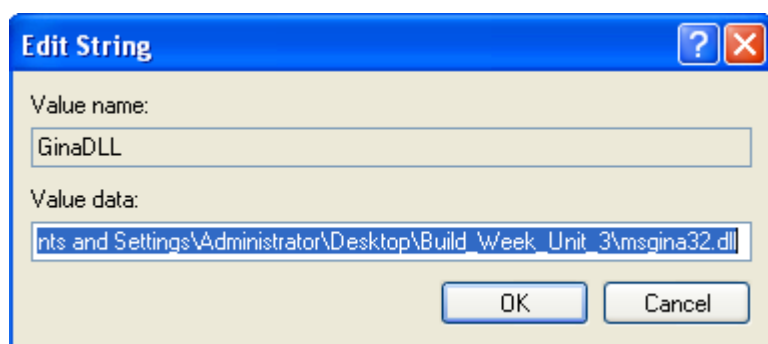 Edit String
Value name:
GinaDLL
Value data:
nts and Settings\Administrator\Desktop\Build_Week_Unit_3\msgina32.dll
OK Cancel